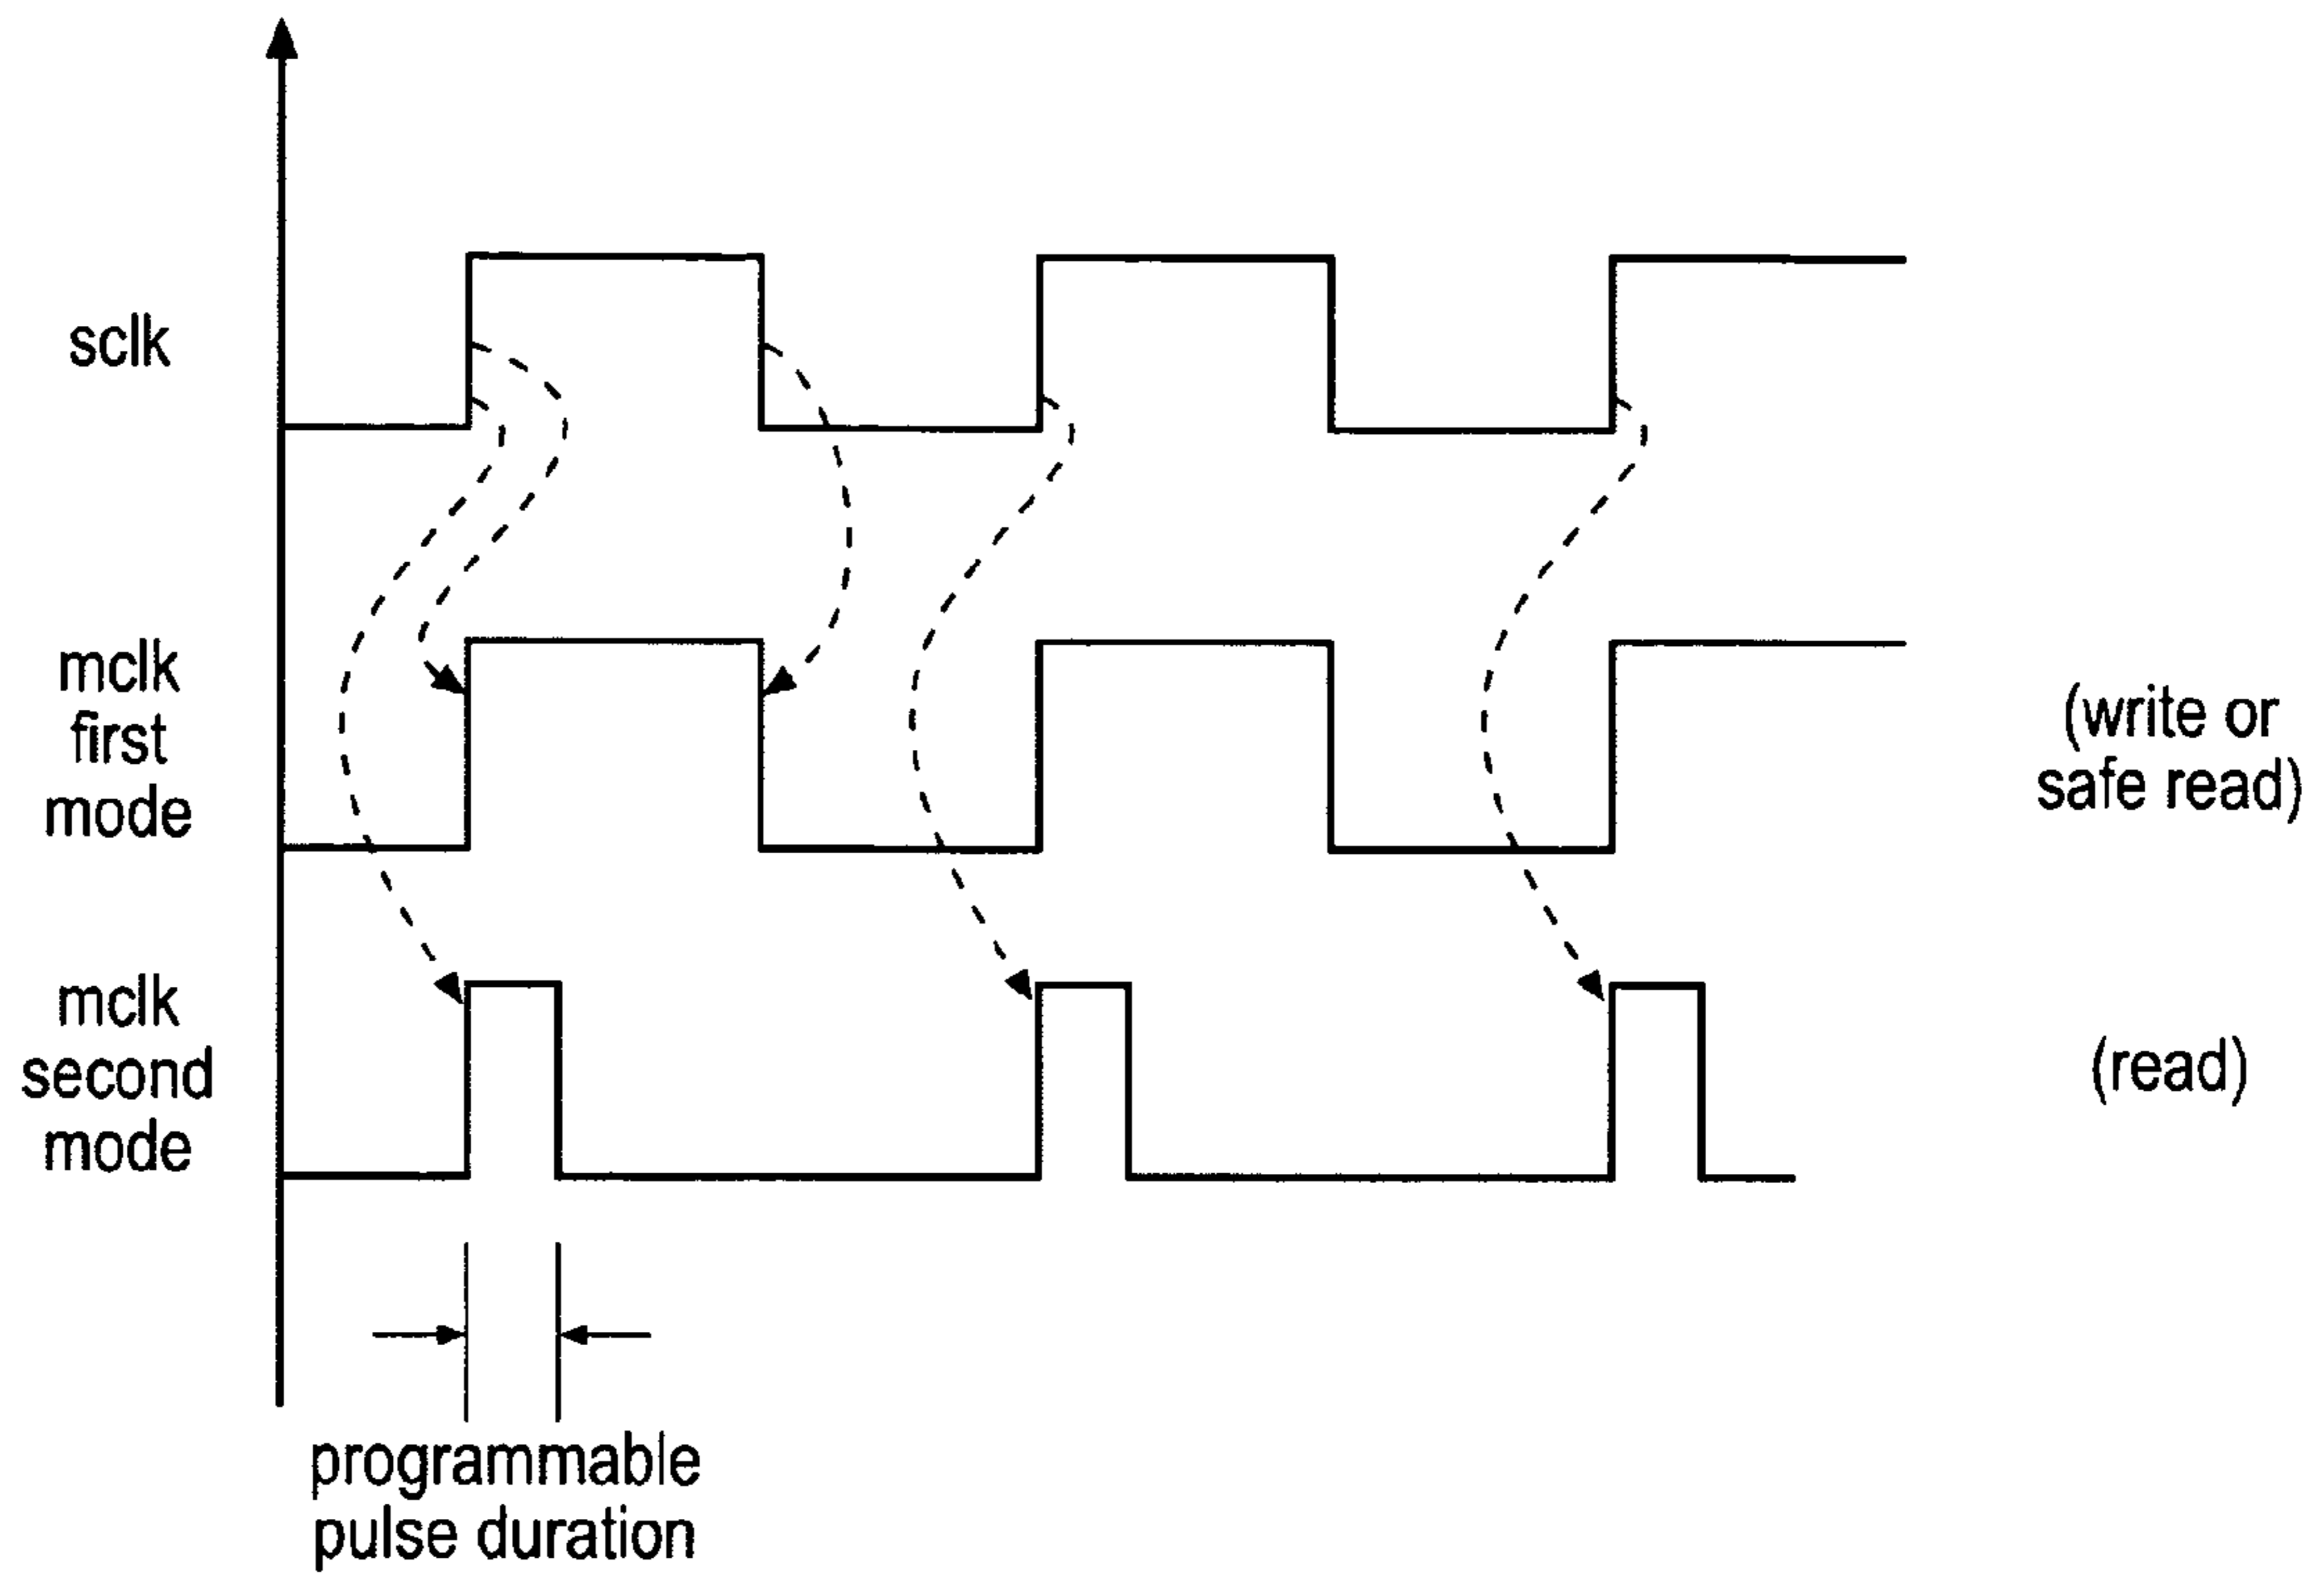 sclk
mclk
first
mode
(write or
safe read)
mclk
second
mode
(read)
programmable
pulse duration